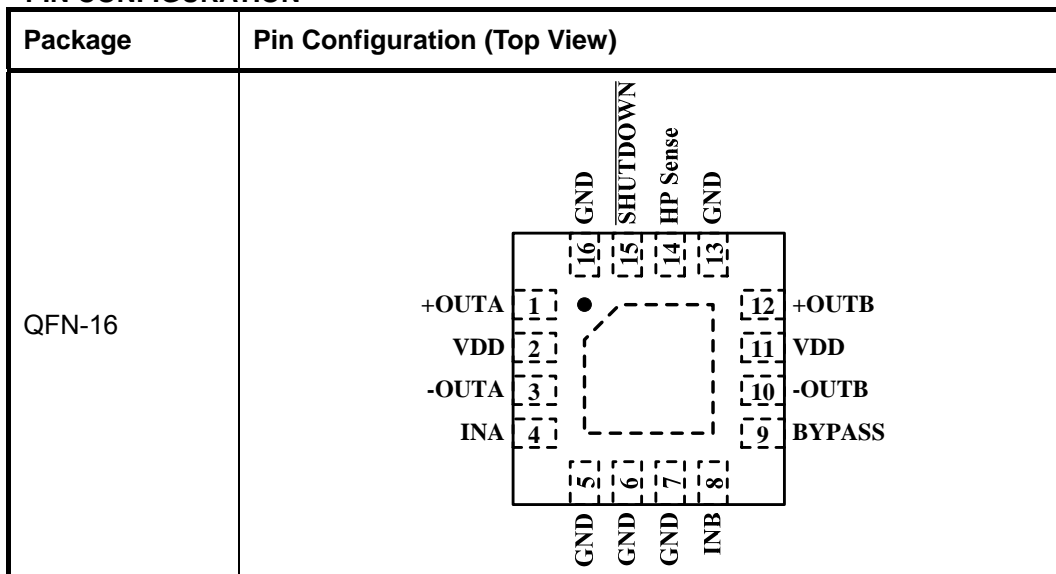 Package Pin Configuration (Top View)
QFN-16
GND SHUTDOWN HP Sense GND
16 15 14 13
+OUTA 1 12 +OUTB
VDD 2 11 VDD
-OUTA 3 10 -OUTB
INA 4 9 BYPASS
5 6 7 8
GND GND GND INB